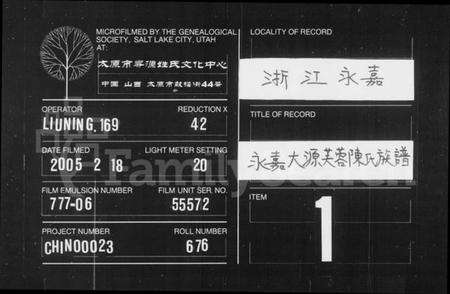 MICROFILMED BY THE GENEALOGICAL
SOCIETY, SALT LAKE CITY, UTAH
AT:
太原市寻源姓氏文化中心
中国 山西 太原市 44号
OPERATOR
LIUNING, 169
REDUCTION X
42
DATE FILMED
2005 2 18
LIGHT METER SETTING
20
FILM EMULSION NUMBER
777-06
FILM UNIT SER. NO.
55572
PROJECT NUMBER
CHIN00023
ROLL NUMBER
676
LOCALITY OF RECORD
浙江永嘉
TITLE OF RECORD
永嘉大源芙蓉陳氏族譜
ITEM
1
FamilySearch